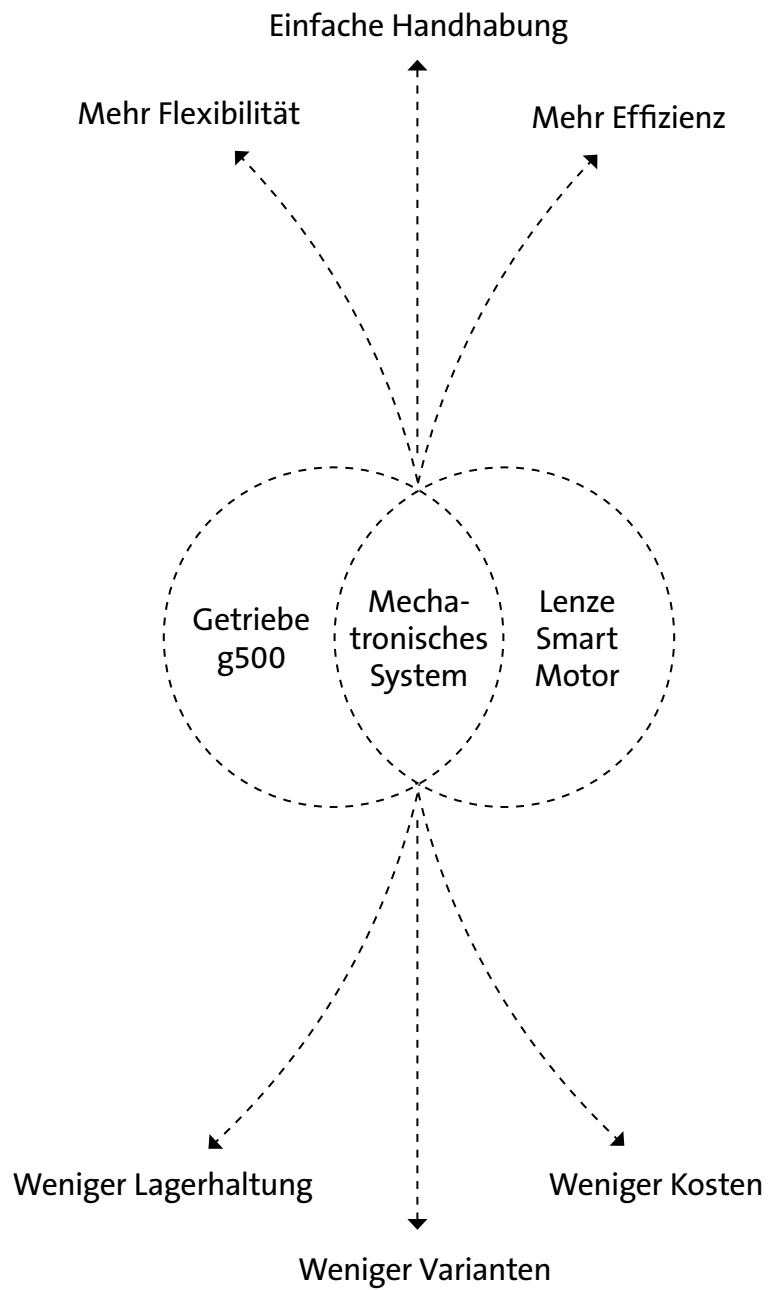 Einfache Handhabung
Mehr Flexibilität
Mehr Effizienz
Getriebe
g500
Mecha-
tronisches
System
Lenze
Smart
Motor
Weniger Lagerhaltung
Weniger Kosten
Weniger Varianten